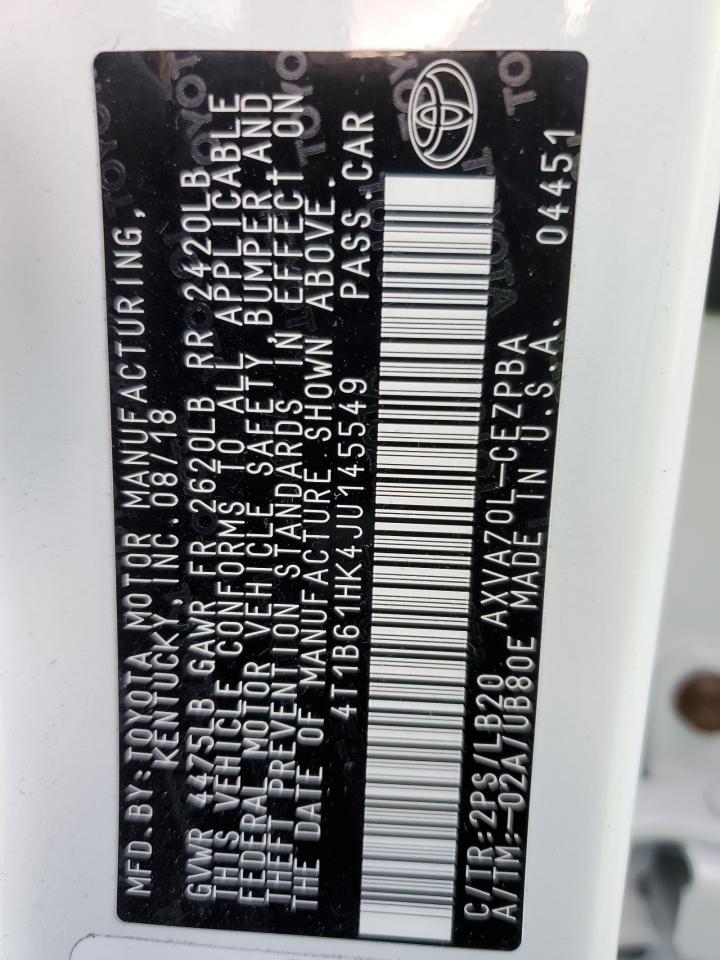 MFD.BY:TOYOTA MOTOR MANUFACTURING,
KENTUCKY, INC.08/18
GVWR 4475LB GAWR FR 2620LB RR 2420LB
THIS VEHICLE CONFORMS TO ALL APPLICABLE
FEDERAL MOTOR VEHICLE SAFETY, BUMPER AND
THEFT PREVENTION STANDARDS IN EFFECT ON
THE DATE OF MANUFACTURE SHOWN ABOVE.
4T1B61HK4JU145549 PASS.CAR
C/TR:2PS/LB20 AXVA70L-CEZPBA 04451
A/TM:-02A/UB80E MADE IN U.S.A.